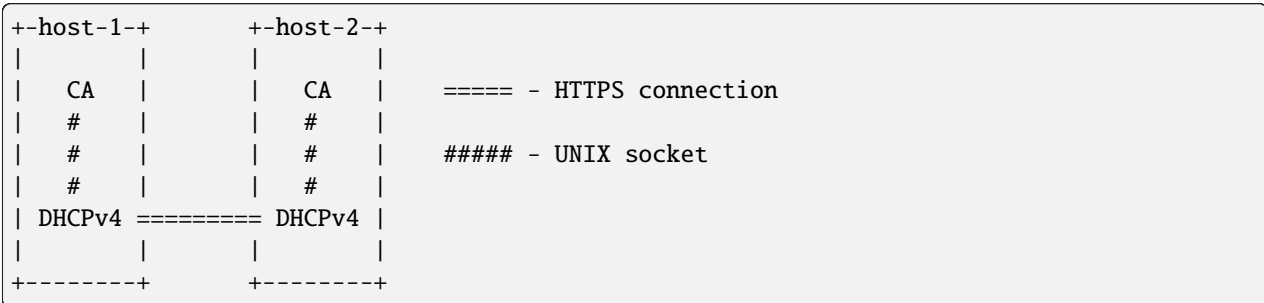 +-host-1-+      +-host-2-+
|        |      |        |
|   CA   |      |   CA   |    ===== - HTTPS connection
|   #    |      |   #    |
|   #    |      |   #    |    ##### - UNIX socket
|   #    |      |   #    |
| DHCPv4 ========= DHCPv4 |
|        |      |        |
+--------+      +--------+